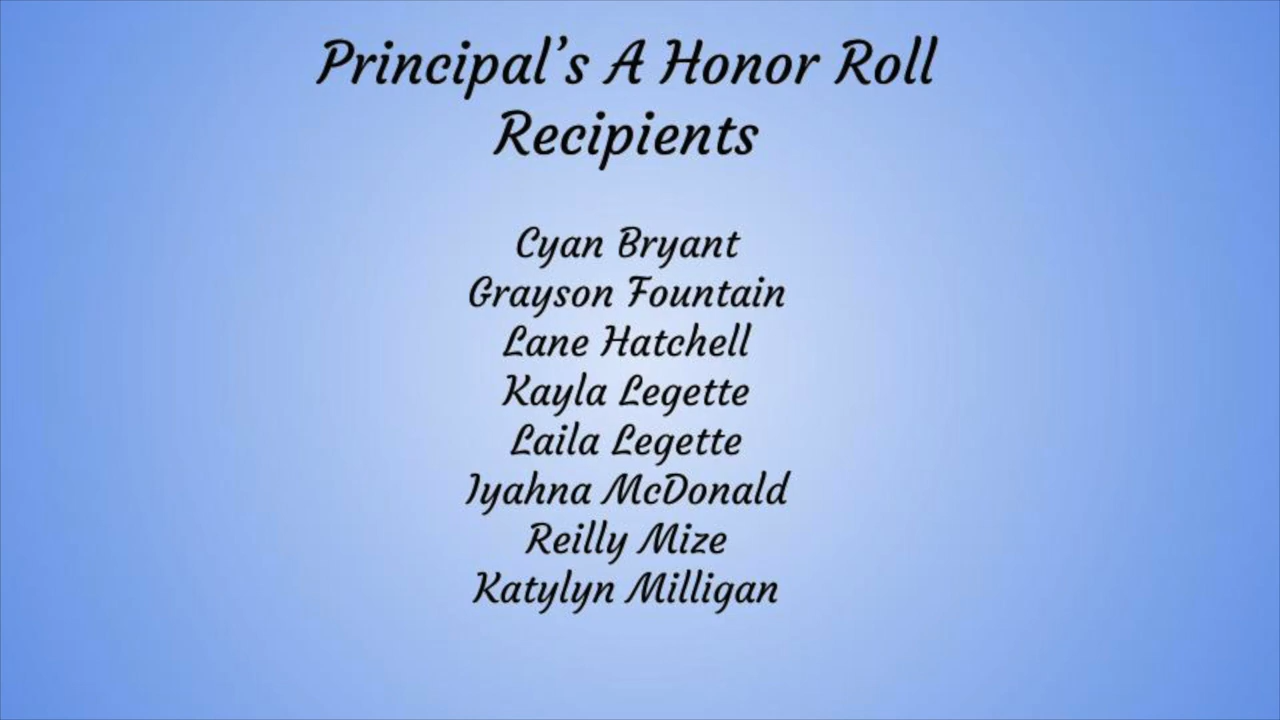 Principal's A Honor Roll
Recipients
Cyan Bryant
Grayson Fountain
Lane Hatchell
Kayla Legette
Laila Legette
Iyahna McDonald
Reilly Mize
Katylyn Milligan